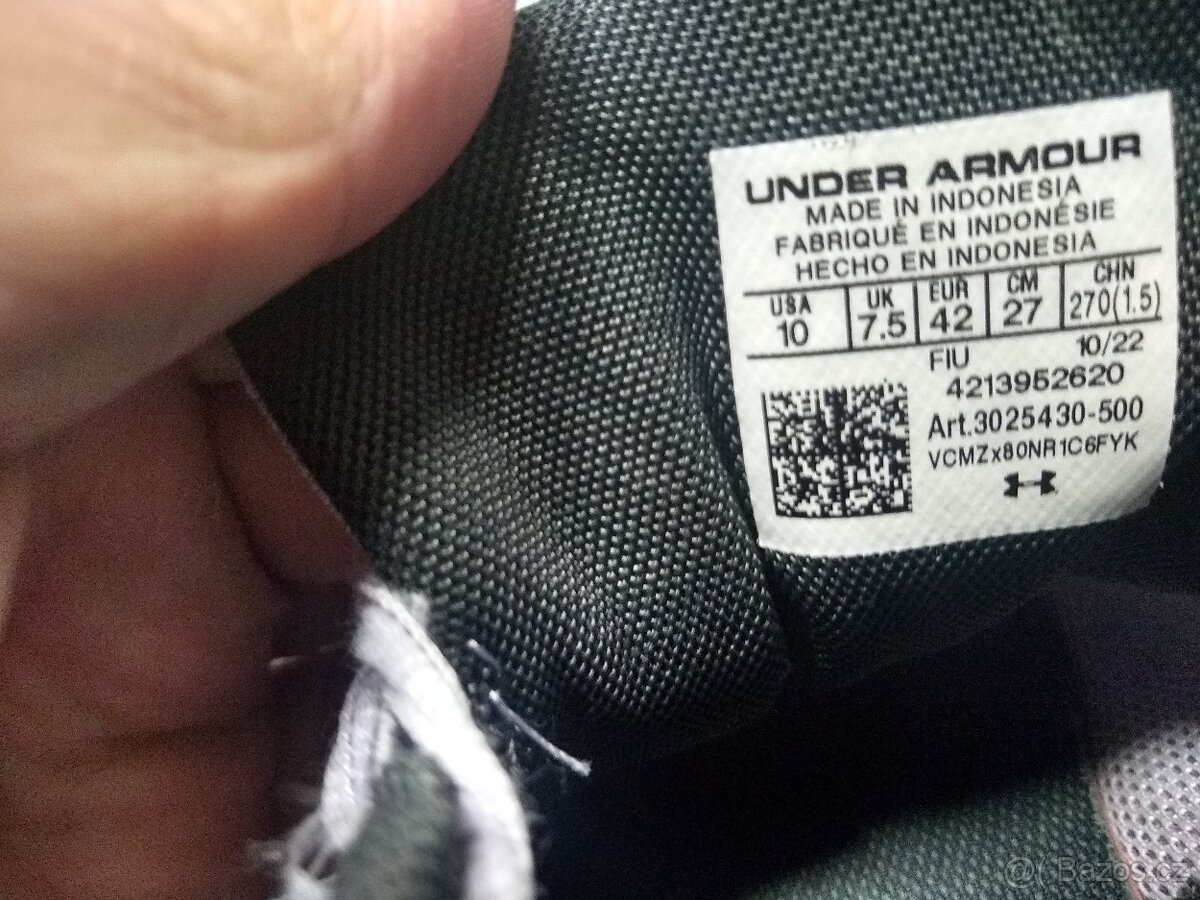 UNDER ARMOUR
MADE IN INDONESIA
FABRIQUÉ EN INDONÉSIE
HECHO EN INDONESIA
USA UK EUR CM CHN
10 7.5 42 27 270(1.5)
FIU 10/22
4213952620
Art.3025430-500
VCMZx80NR1C6FYK
@( Bazos.cz